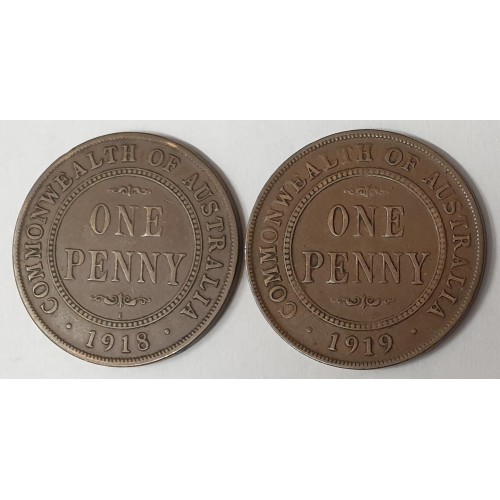 COMMONWEALTH OF AUSTRALIA
ONE
PENNY
I
· 1918 ·
COMMONWEALTH OF AUSTRALIA
ONE
PENNY
· 1919 ·